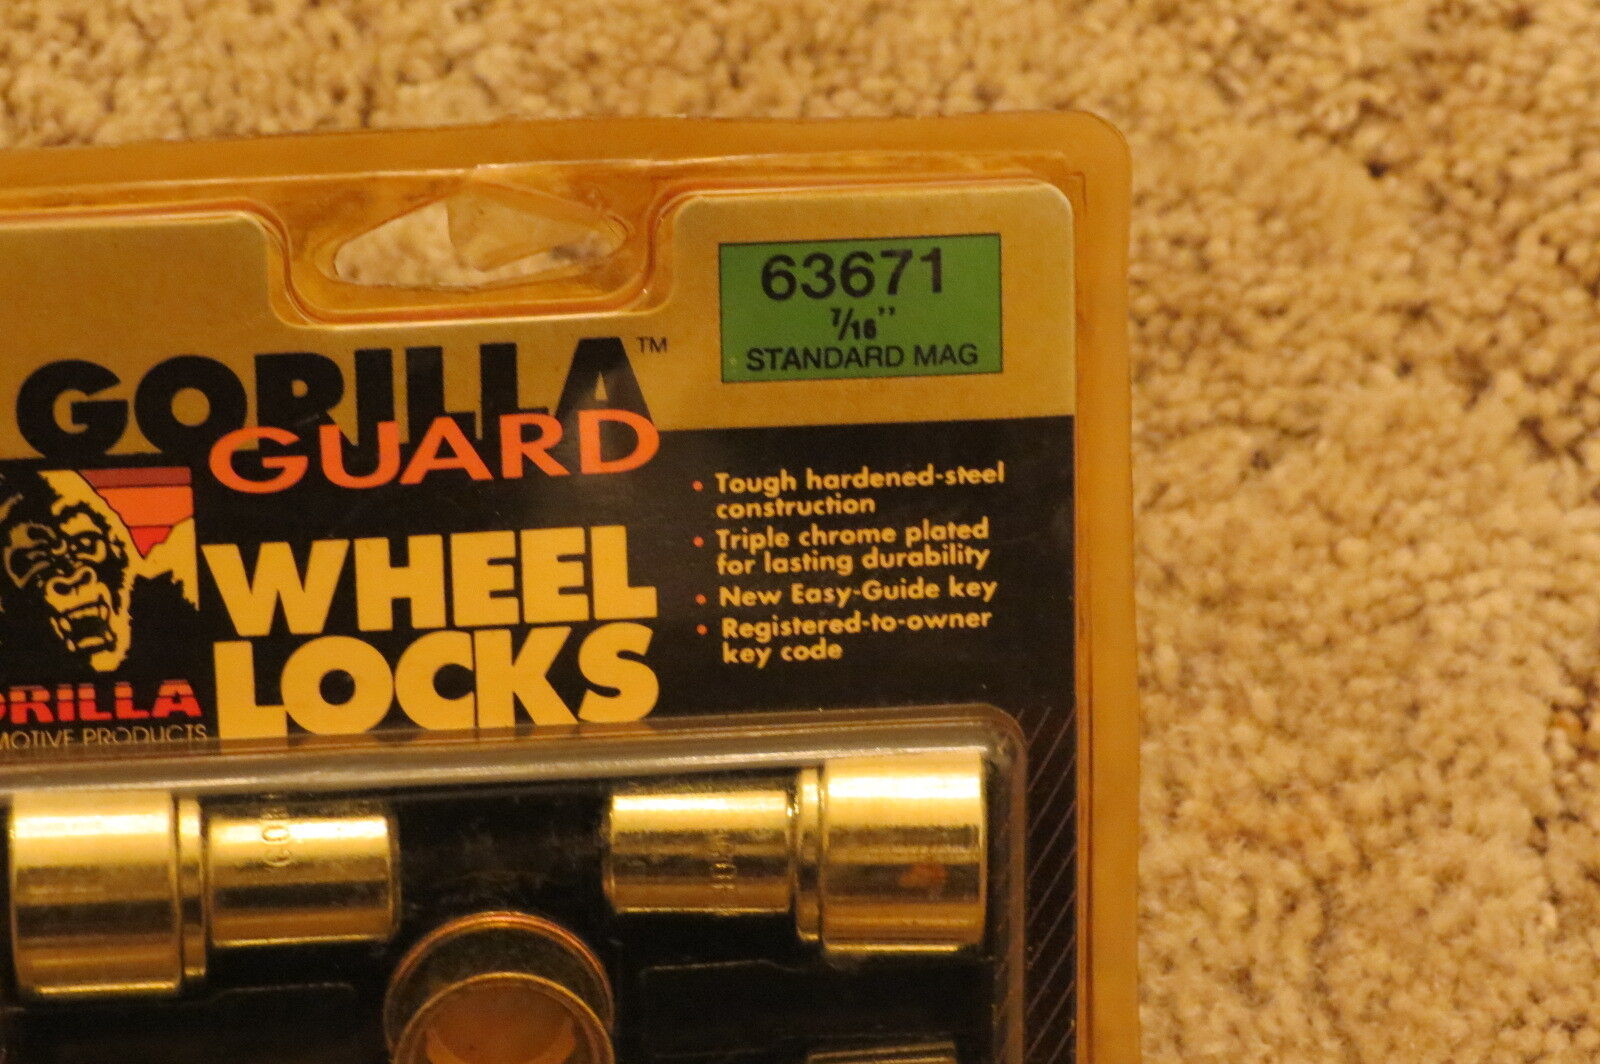 63671
7/16"
STANDARD MAG
GORILLA™
GUARD
WHEEL
LOCKS
• Tough hardened-steel
construction
• Triple chrome plated
for lasting durability
• New Easy-Guide key
• Registered-to-owner
key code
ORILLA
MOTIVE PRODUCTS